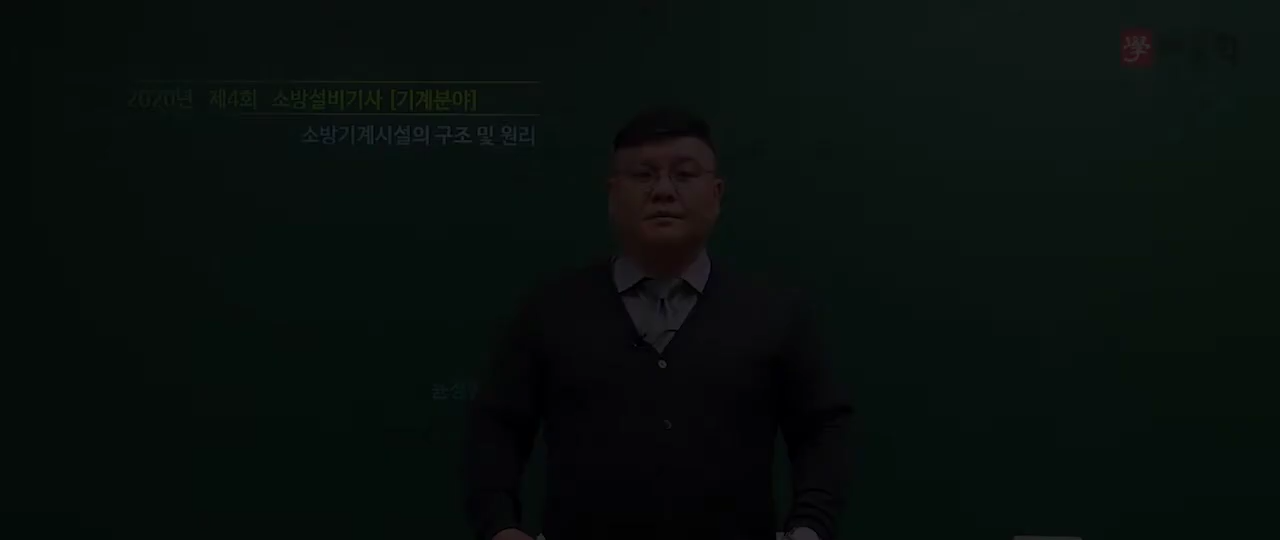 學
2020년 제4회 소방설비기사 [기계분야]
소방기계시설의 구조 및 원리